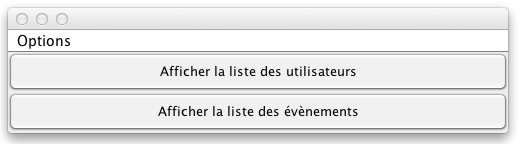 Options
Afficher la liste des utilisateurs
Afficher la liste des évènements